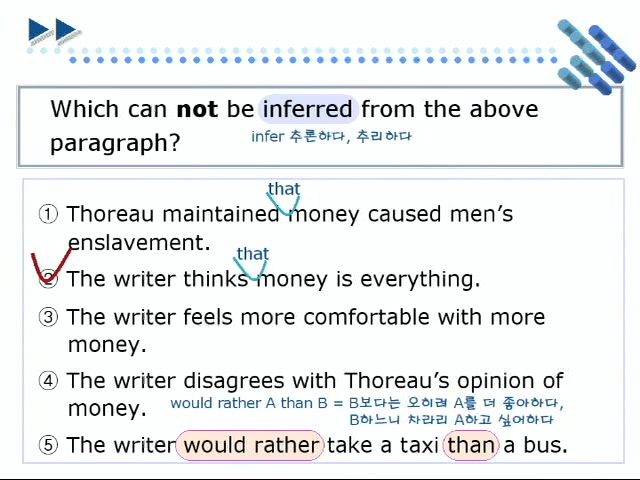 Which can not be inferred from the above
paragraph?
infer 추론하다, 추리하다
that
① Thoreau maintained money caused men's
enslavement.
that
② The writer thinks money is everything.
③ The writer feels more comfortable with more
money.
④ The writer disagrees with Thoreau's opinion of
money.
would rather A than B = B보다는 오히려 A를 더 좋아하다,
B하느니 차라리 A하고 싶어하다
⑤ The writer would rather take a taxi than a bus.